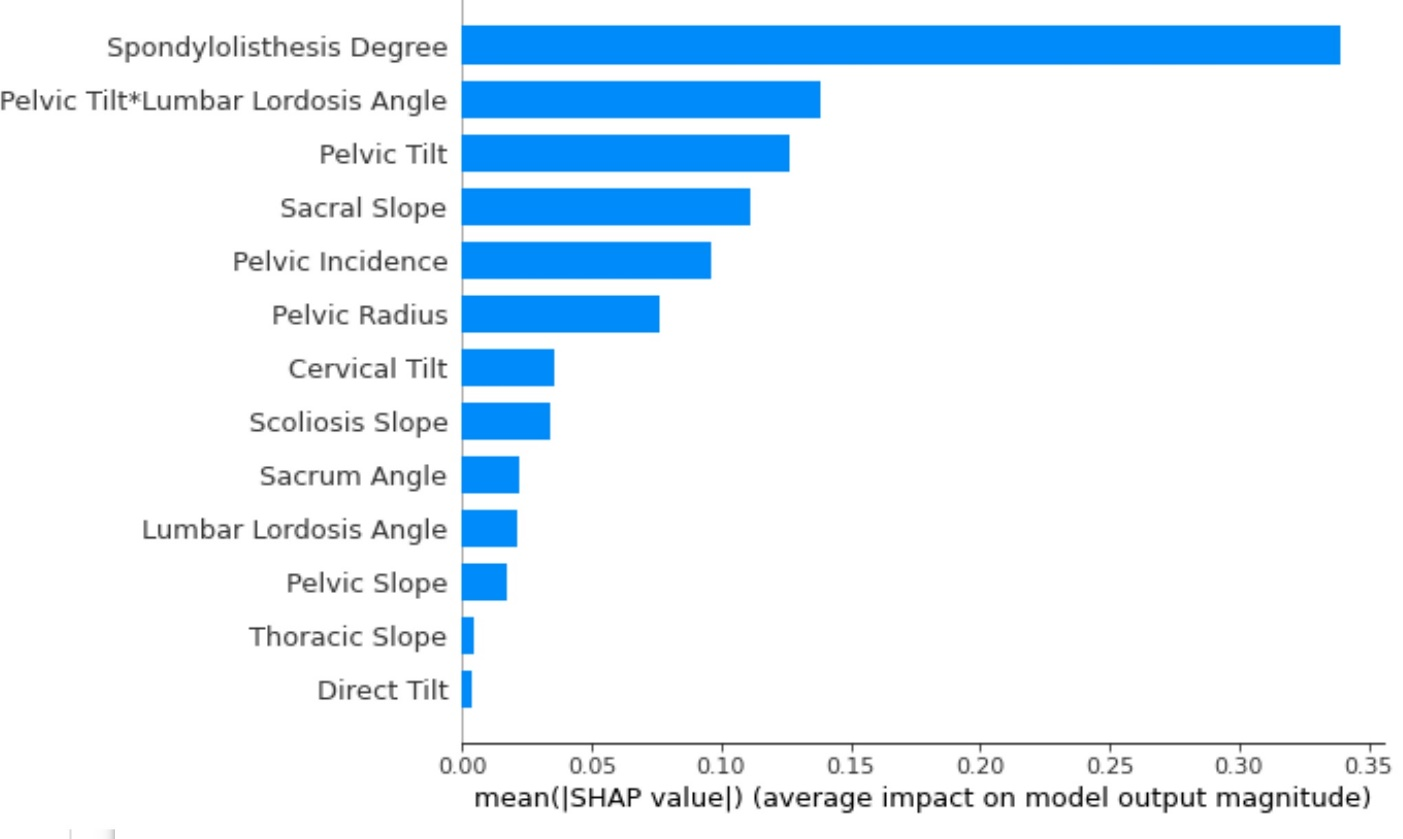 Spondylolisthesis Degree
Pelvic Tilt*Lumbar Lordosis Angle
Pelvic Tilt
Sacral Slope
Pelvic Incidence
Pelvic Radius
Cervical Tilt
Scoliosis Slope
Sacrum Angle
Lumbar Lordosis Angle
Pelvic Slope
Thoracic Slope
Direct Tilt
0.00 0.05 0.10 0.15 0.20 0.25 0.30 0.35
mean(|SHAP value|) (average impact on model output magnitude)